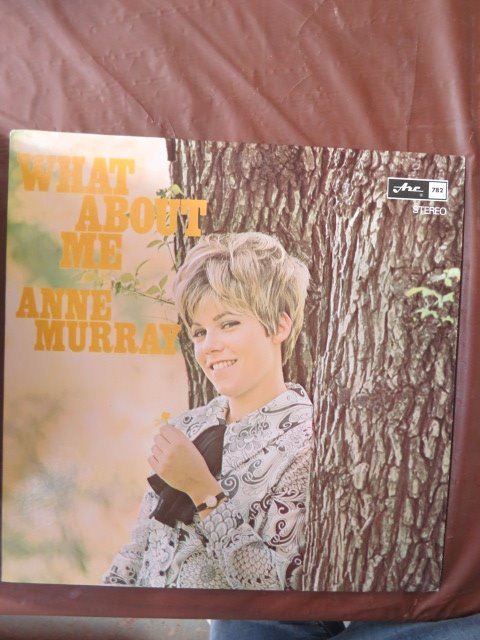 WHAT
ABOUT
ME
ANNE
MURRAY
Arc
782
STEREO